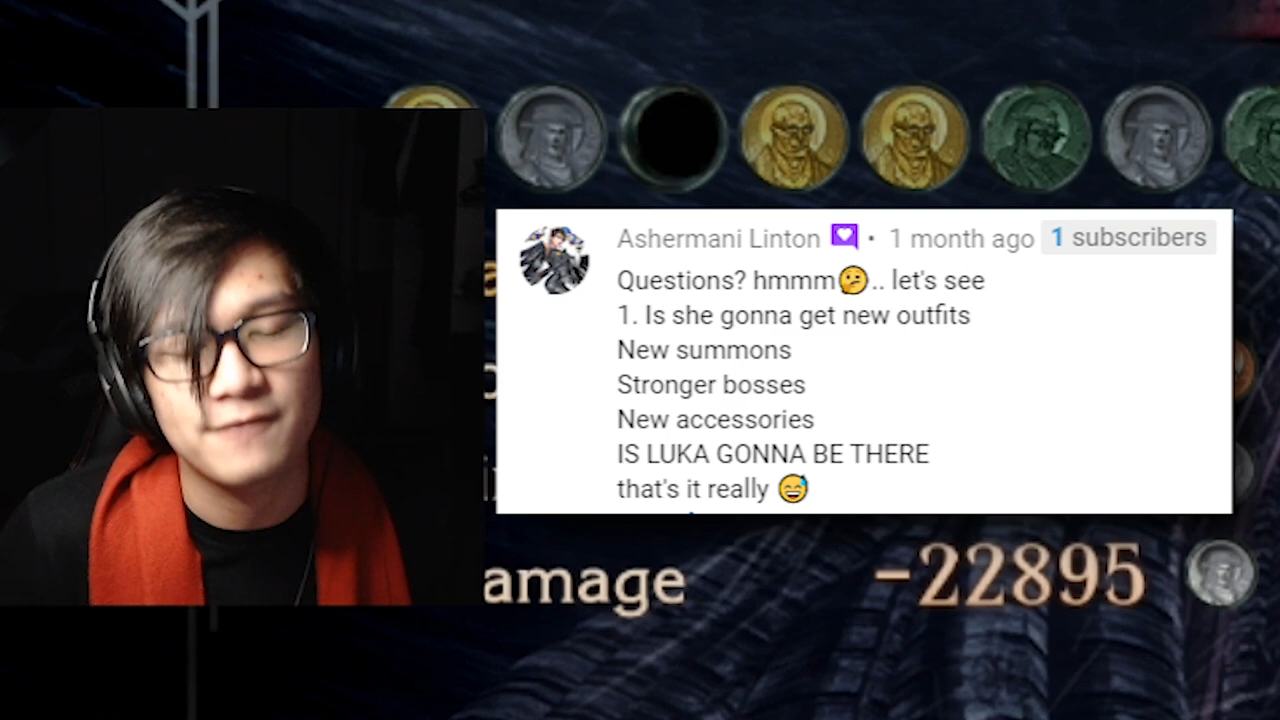 Ashermani Linton 💟 • 1 month ago 1 subscribers
Questions? hmmm🤔.. let's see
1. Is she gonna get new outfits
New summons
Stronger bosses
New accessories
IS LUKA GONNA BE THERE
that's it really 😅
amage -22895